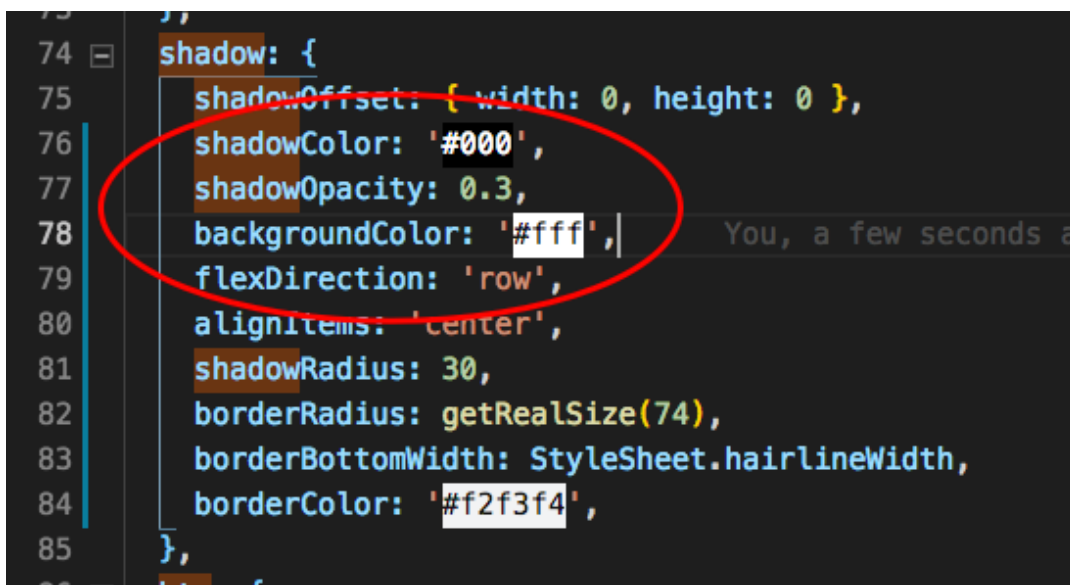 74 shadow: {
75 shadowOffset: { width: 0, height: 0 },
76 shadowColor: '#000',
77 shadowOpacity: 0.3,
78 backgroundColor: '#fff', You, a few seconds
79 flexDirection: 'row',
80 alignItems: 'center',
81 shadowRadius: 30,
82 borderRadius: getRealSize(74),
83 borderBottomWidth: StyleSheet.hairlineWidth,
84 borderColor: '#f2f3f4',
85 },